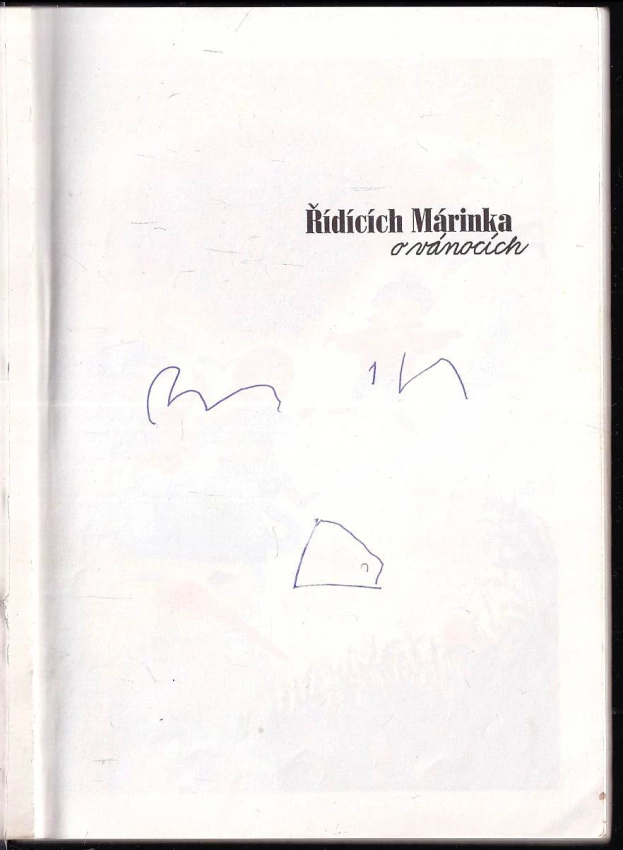 Řídících Márinka
o vánocích